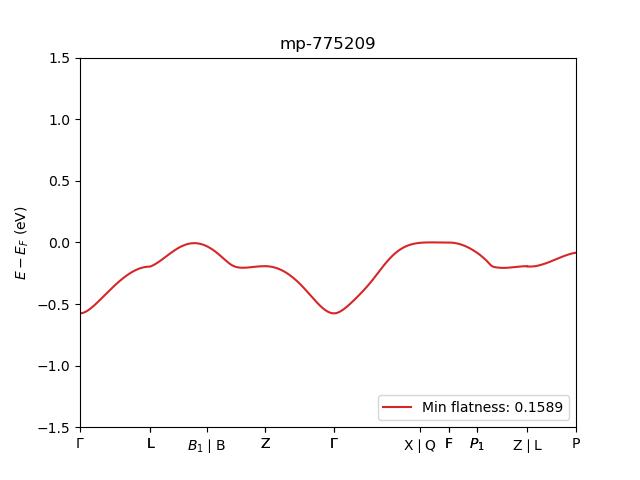 mp-775209
E − E_F (eV)
1.5
1.0
0.5
0.0
−0.5
−1.0
−1.5
Min flatness: 0.1589
Γ L B₁ | B Z Γ X | Q F P₁ Z | L P